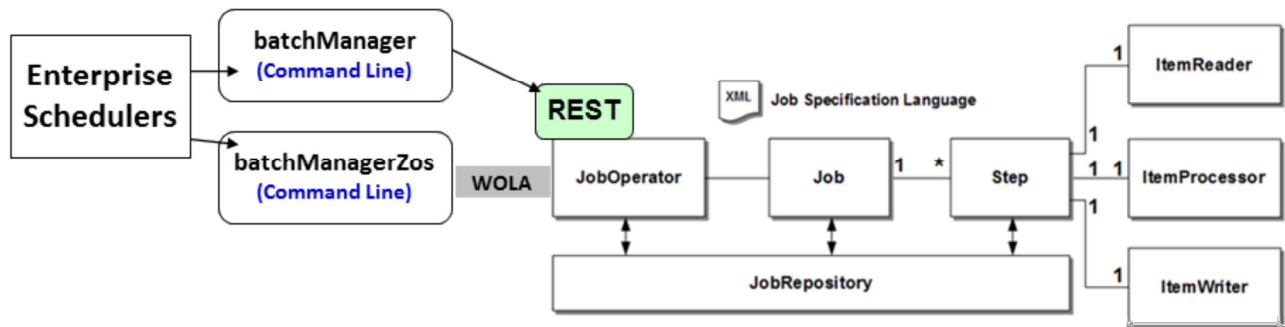 Enterprise
Schedulers
batchManager
(Command Line)
batchManagerZos
(Command Line)
REST
WOLA
XML
Job Specification Language
JobOperator
Job
1
*
Step
JobRepository
1
1
1
1
1
1
ItemReader
ItemProcessor
ItemWriter